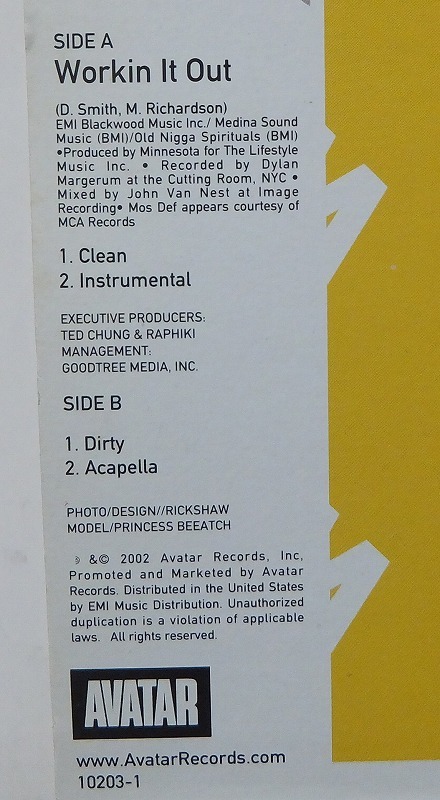 SIDE A
Workin It Out
(D. Smith, M. Richardson)
EMI Blackwood Music Inc./ Medina Sound
Music (BMI)/Old Nigga Spirituals (BMI)
•Produced by Minnesota for The Lifestyle
Music Inc. • Recorded by Dylan
Margerum at the Cutting Room, NYC •
Mixed by John Van Nest at Image
Recording• Mos Def appears courtesy of
MCA Records
1. Clean
2. Instrumental
EXECUTIVE PRODUCERS:
TED CHUNG & RAPHIKI
MANAGEMENT:
GOODTREE MEDIA, INC.
SIDE B
1. Dirty
2. Acapella
PHOTO/DESIGN//RICKSHAW
MODEL/PRINCESS BEEATCH
℗ &© 2002 Avatar Records, Inc,
Promoted and Marketed by Avatar
Records. Distributed in the United States
by EMI Music Distribution. Unauthorized
duplication is a violation of applicable
laws. All rights reserved.
AVATAR
www.AvatarRecords.com
10203-1